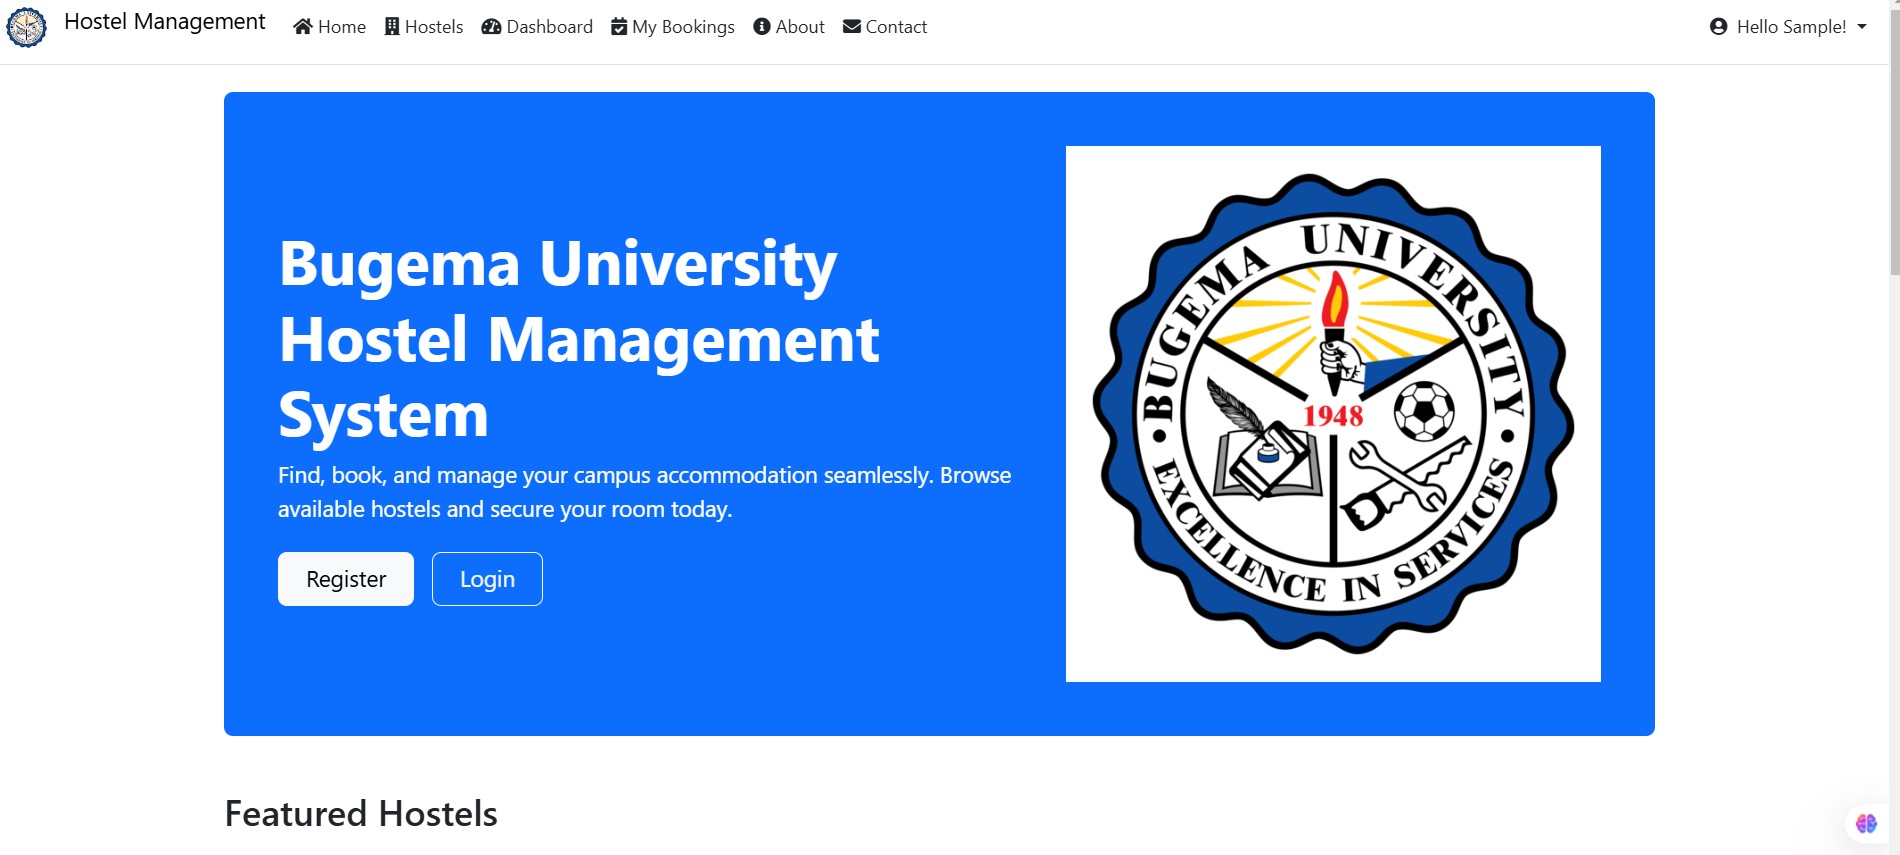 Hostel Management
Home
Hostels
Dashboard
My Bookings
About
Contact
Hello Sample!
Bugema University
Hostel Management
System
Find, book, and manage your campus accommodation seamlessly. Browse
available hostels and secure your room today.
Register
Login
BUGEMA UNIVERSITY
1948
EXCELLENCE IN SERVICES
Featured Hostels